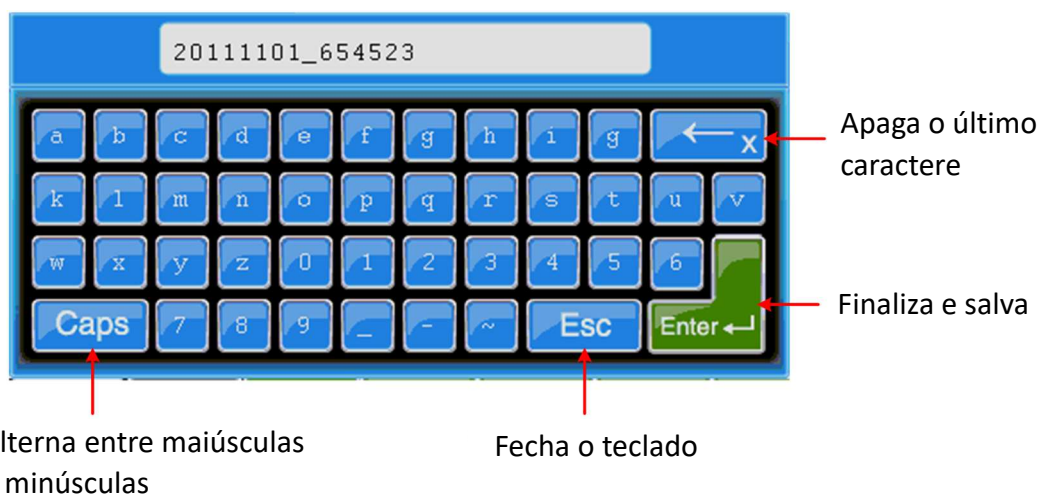 20111101_654523
a b c d e f g h i g ← x
Apaga o último
caractere
k l m n o p q r s t u v
w x y z 0 1 2 3 4 5 6
Finaliza e salva
Caps 7 8 9 _ - ~ Esc Enter ↵
lterna entre maiúsculas
minúsculas
Fecha o teclado